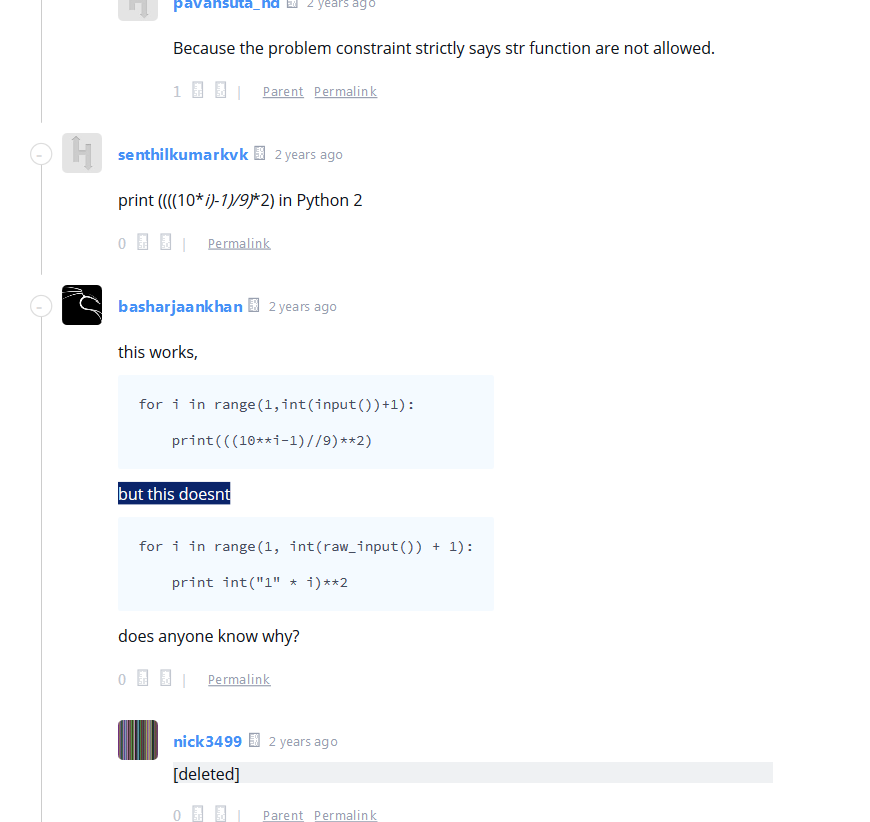 pavansuta_nd 2 years ago
Because the problem constraint strictly says str function are not allowed.
1 | Parent Permalink
senthilkumarkvk 2 years ago
print ((((10*i)-1)/9)*2) in Python 2
0 | Permalink
basharjaankhan 2 years ago
this works,
for i in range(1,int(input())+1):
print(((10**i-1)//9)**2)
but this doesnt
for i in range(1, int(raw_input()) + 1):
print int("1" * i)**2
does anyone know why?
0 | Permalink
nick3499 2 years ago
[deleted]
0 | Parent Permalink